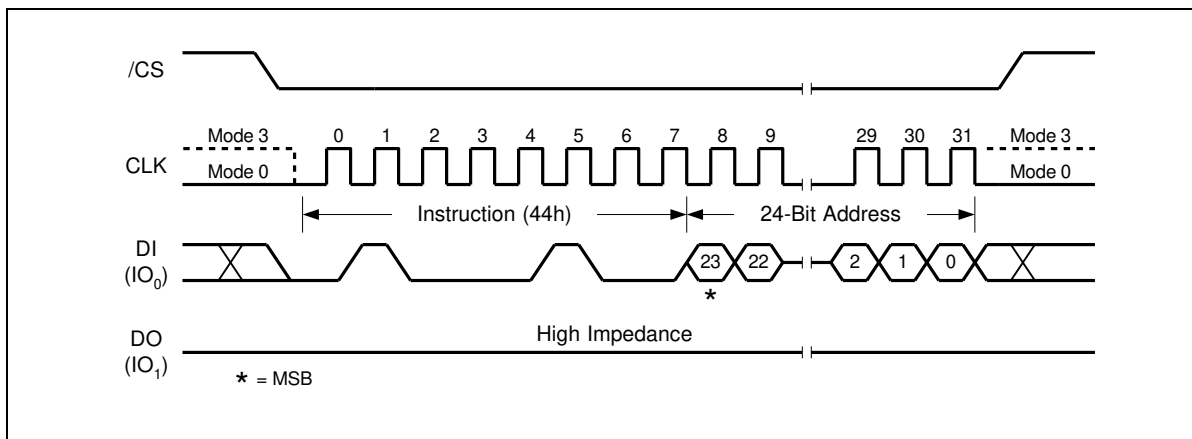 /CS
Mode 3
0 1 2 3 4 5 6 7 8 9 29 30 31
Mode 3
CLK
Mode 0
Mode 0
Instruction (44h)
24-Bit Address
DI
(IO0)
23 22 2 1 0
*
High Impedance
DO
(IO1)
* = MSB